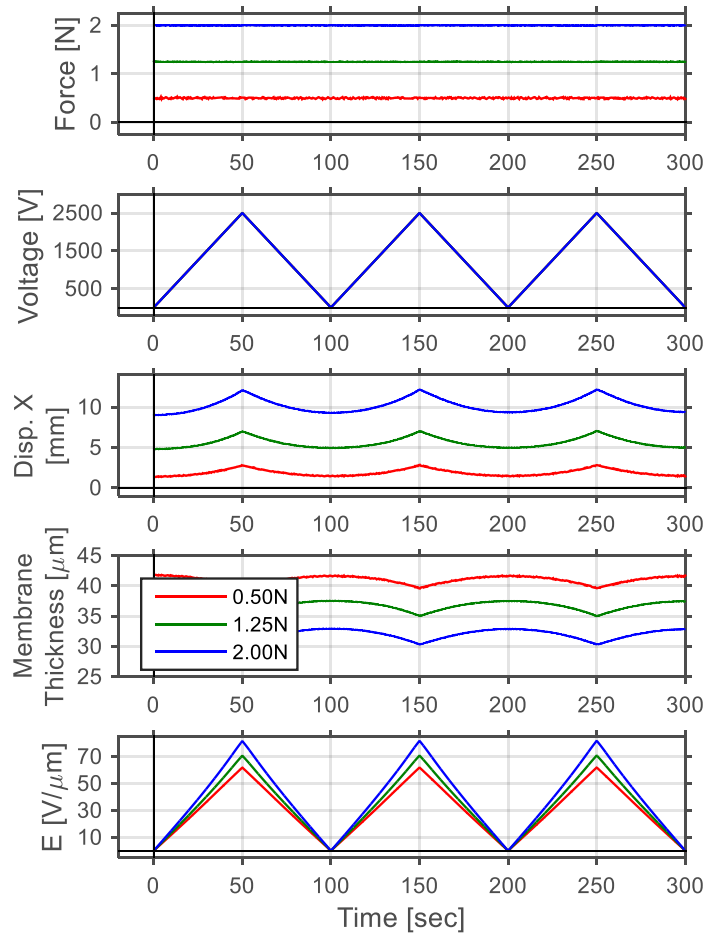 Force [N]
2
1
0
0 50 100 150 200 250 300
Voltage [V]
2500
1500
500
0 50 100 150 200 250 300
Disp. X
[mm]
10
5
0
0 50 100 150 200 250 300
Membrane
Thickness [μm]
45
40
35
30
25
0.50N
1.25N
2.00N
0 50 100 150 200 250 300
E [V/μm]
70
50
30
10
0 50 100 150 200 250 300
Time [sec]